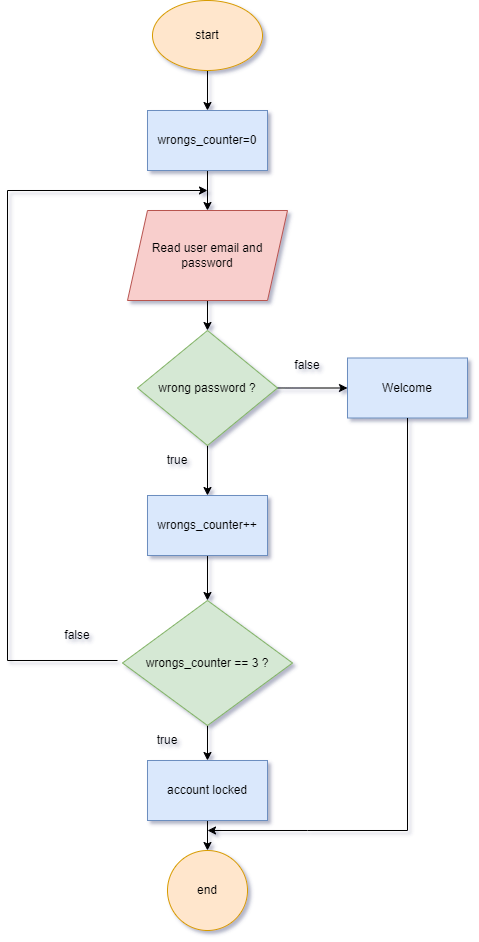 start
wrongs_counter=0
Read user email and
password
wrong password ?
false
Welcome
true
wrongs_counter++
false
wrongs_counter == 3 ?
true
account locked
end